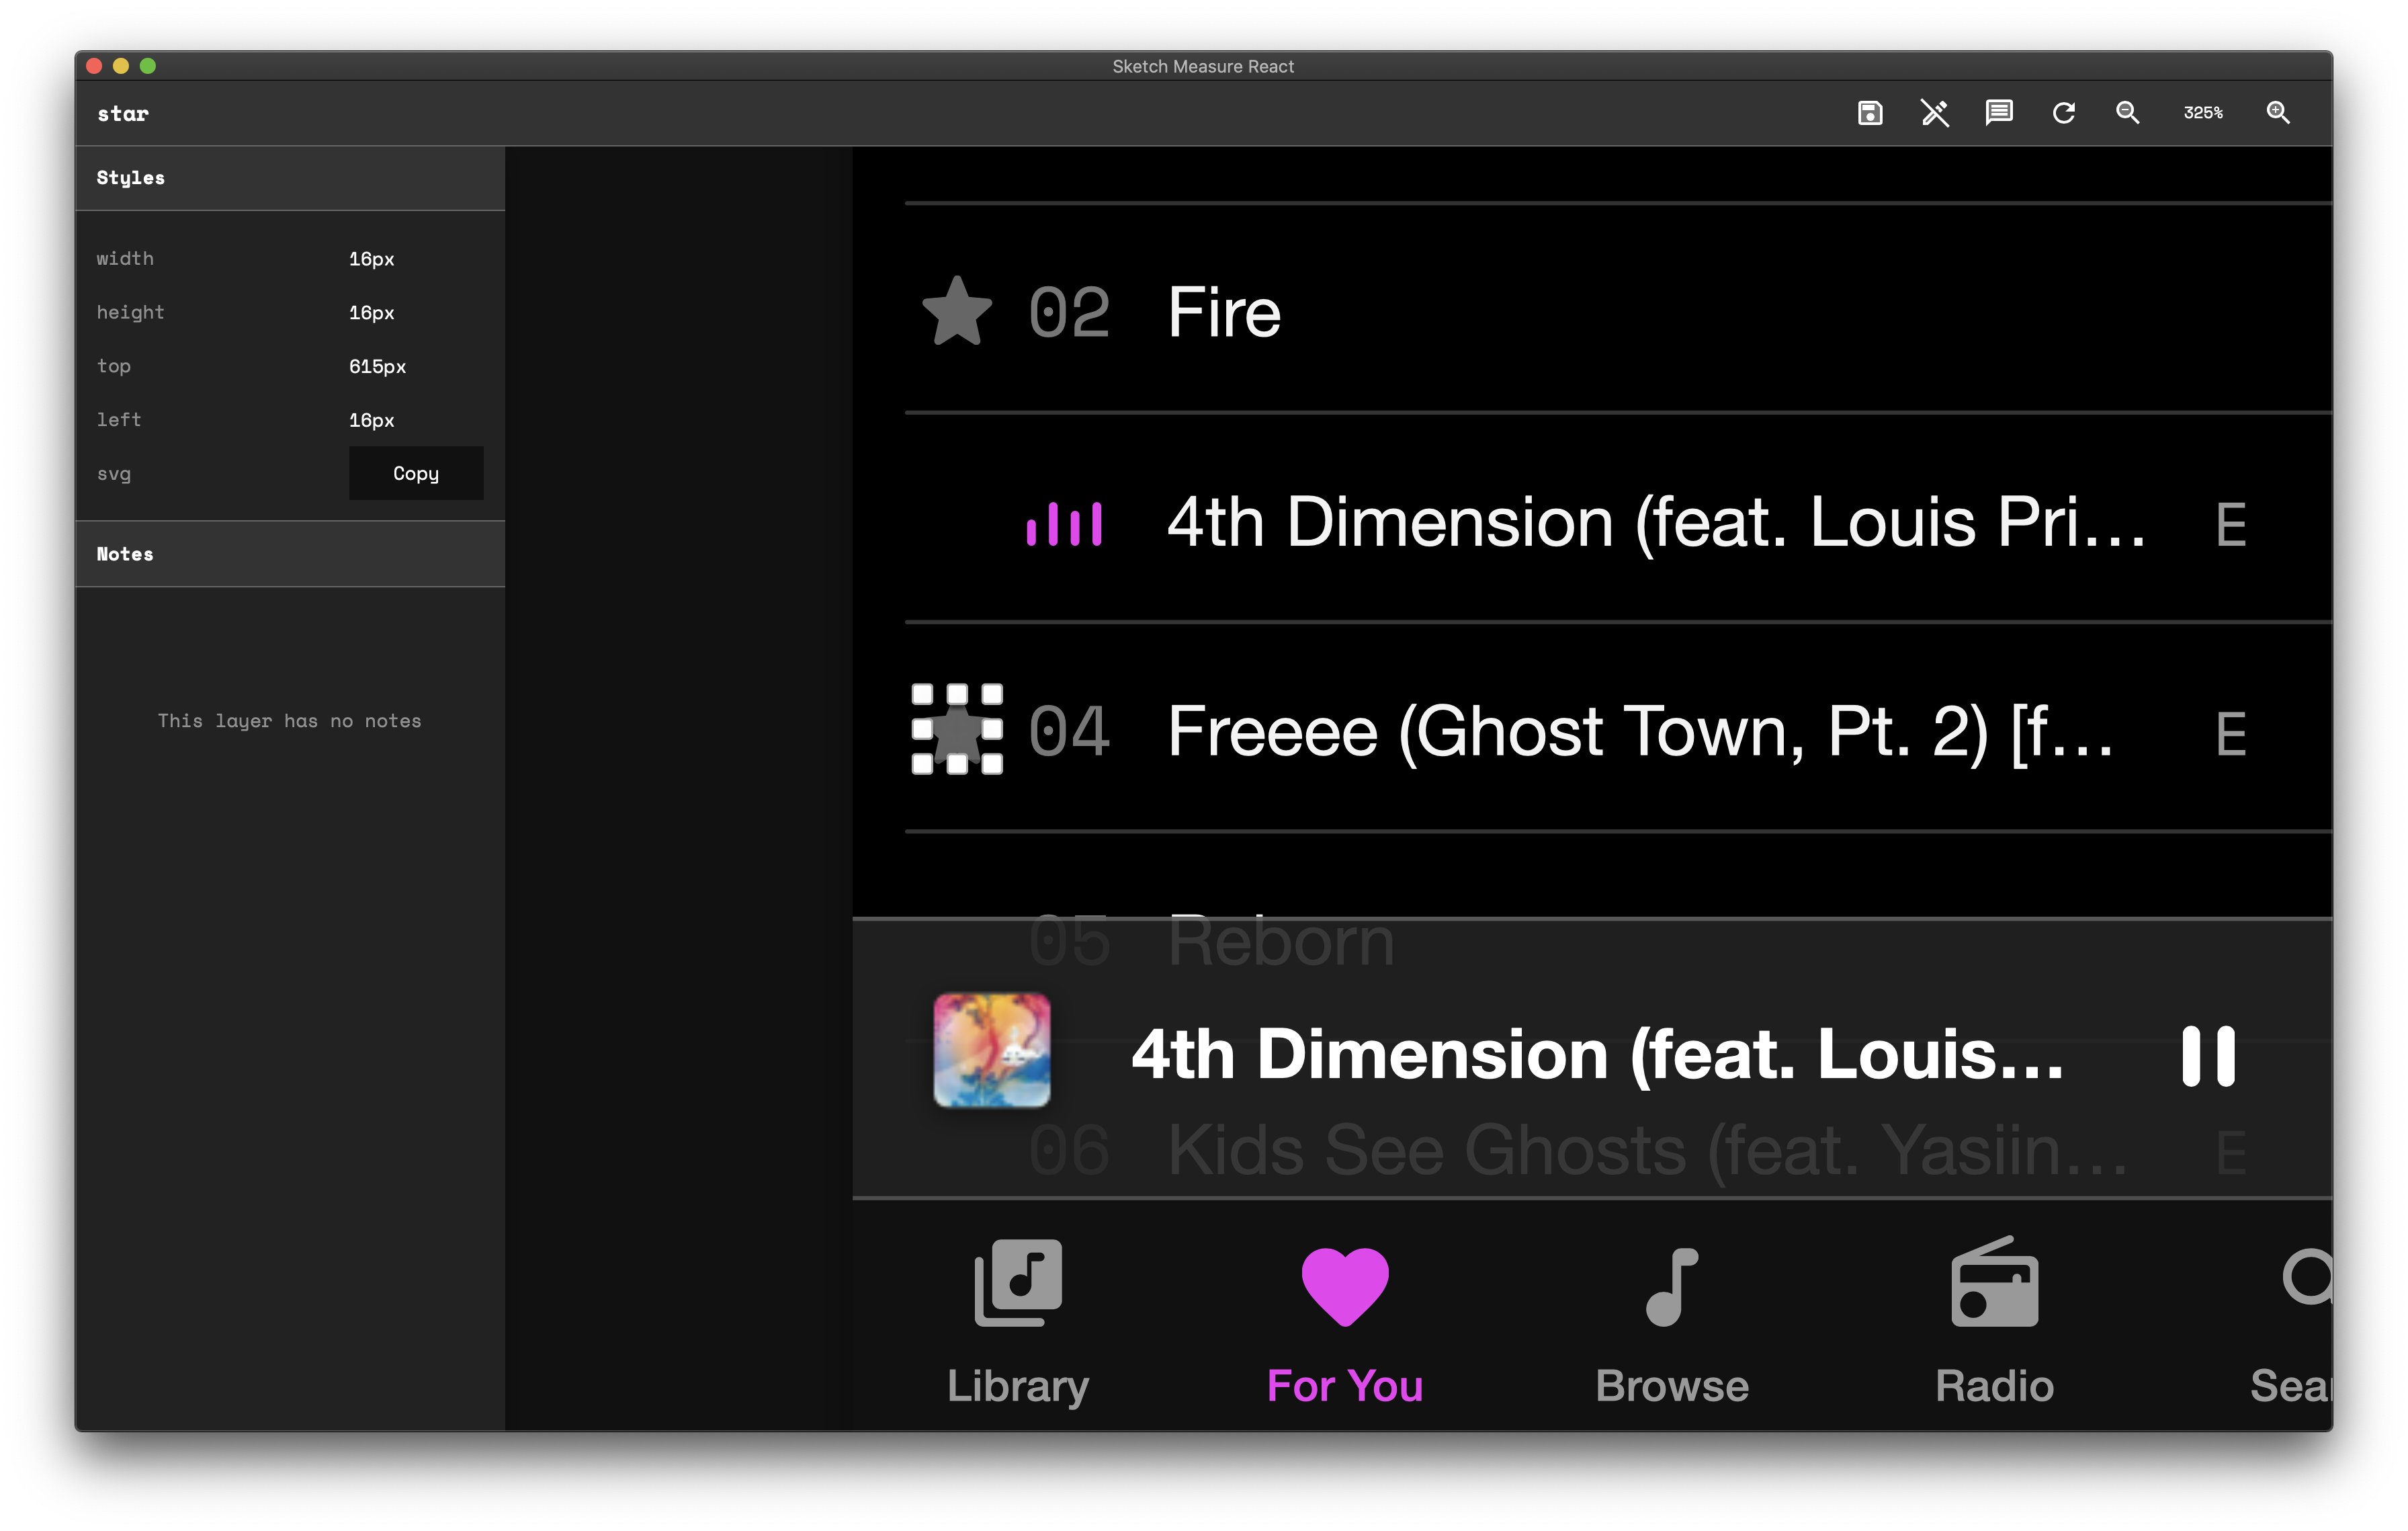 Sketch Measure React
star
325%
Styles
width 16px
height 16px
top 615px
left 16px
svg Copy
Notes
This layer has no notes
02 Fire
4th Dimension (feat. Louis Pri... E
04 Freeee (Ghost Town, Pt. 2) [f... E
05 Reborn
4th Dimension (feat. Louis...
06 Kids See Ghosts (feat. Yasiin... E
Library For You Browse Radio Sear